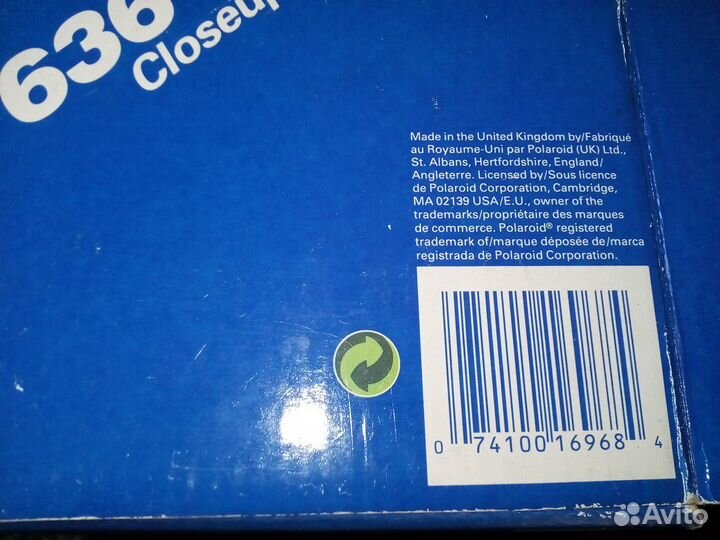 636
Closeup
Made in the United Kingdom by/Fabriqué
au Royaume-Uni par Polaroid (UK) Ltd.,
St. Albans, Hertfordshire, England/
Angleterre. Licensed by/Sous licence
de Polaroid Corporation, Cambridge,
MA 02139 USA/E.U., owner of the
trademarks/propriétaire des marques
de commerce. Polaroid® registered
trademark of/marque déposée de/marca
registrada de Polaroid Corporation.
0 74100 16968 4
Avito